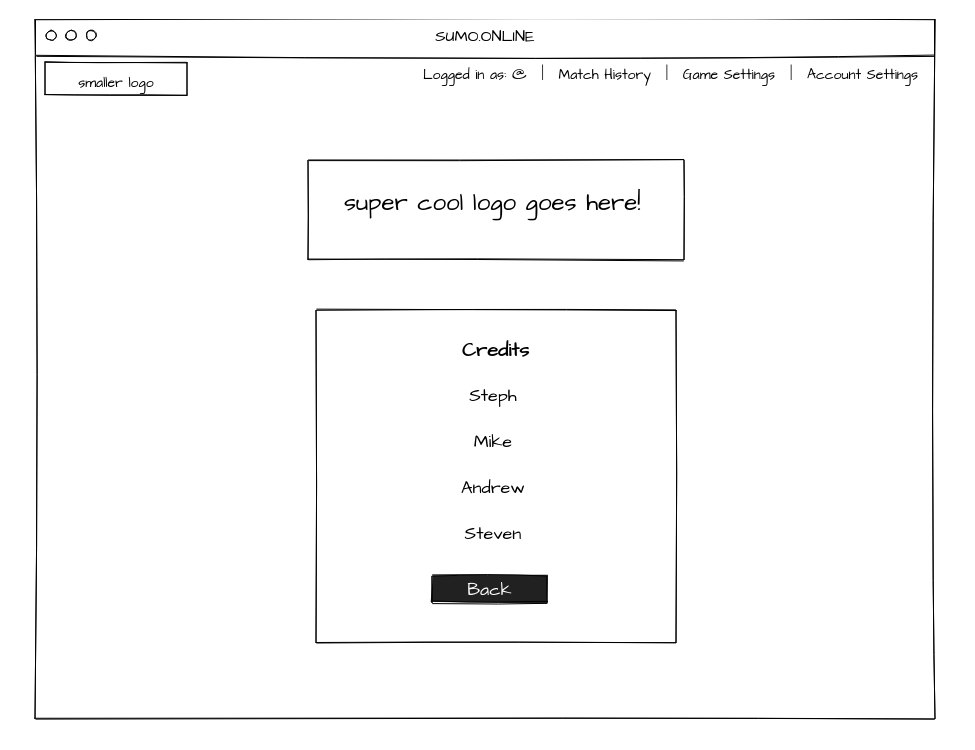 SUMO.ONLINE
smaller logo
Logged in as: @ | Match History | Game Settings | Account Settings
super cool logo goes here!
Credits
Steph
Mike
Andrew
Steven
Back